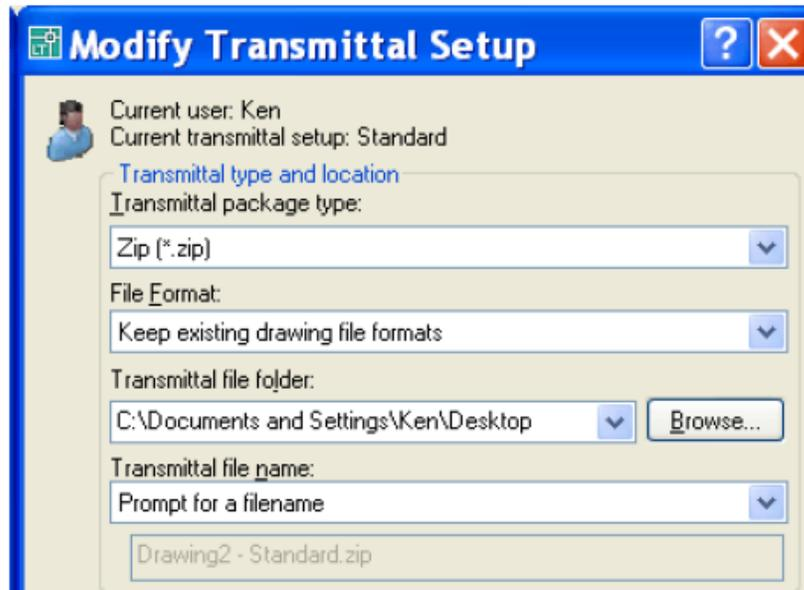 LT Modify Transmittal Setup ?
Current user: Ken
Current transmittal setup: Standard
Transmittal type and location
Transmittal package type:
Zip (*.zip)
File Format:
Keep existing drawing file formats
Transmittal file folder:
C:\Documents and Settings\Ken\Desktop Browse...
Transmittal file name:
Prompt for a filename
Drawing2 - Standard.zip